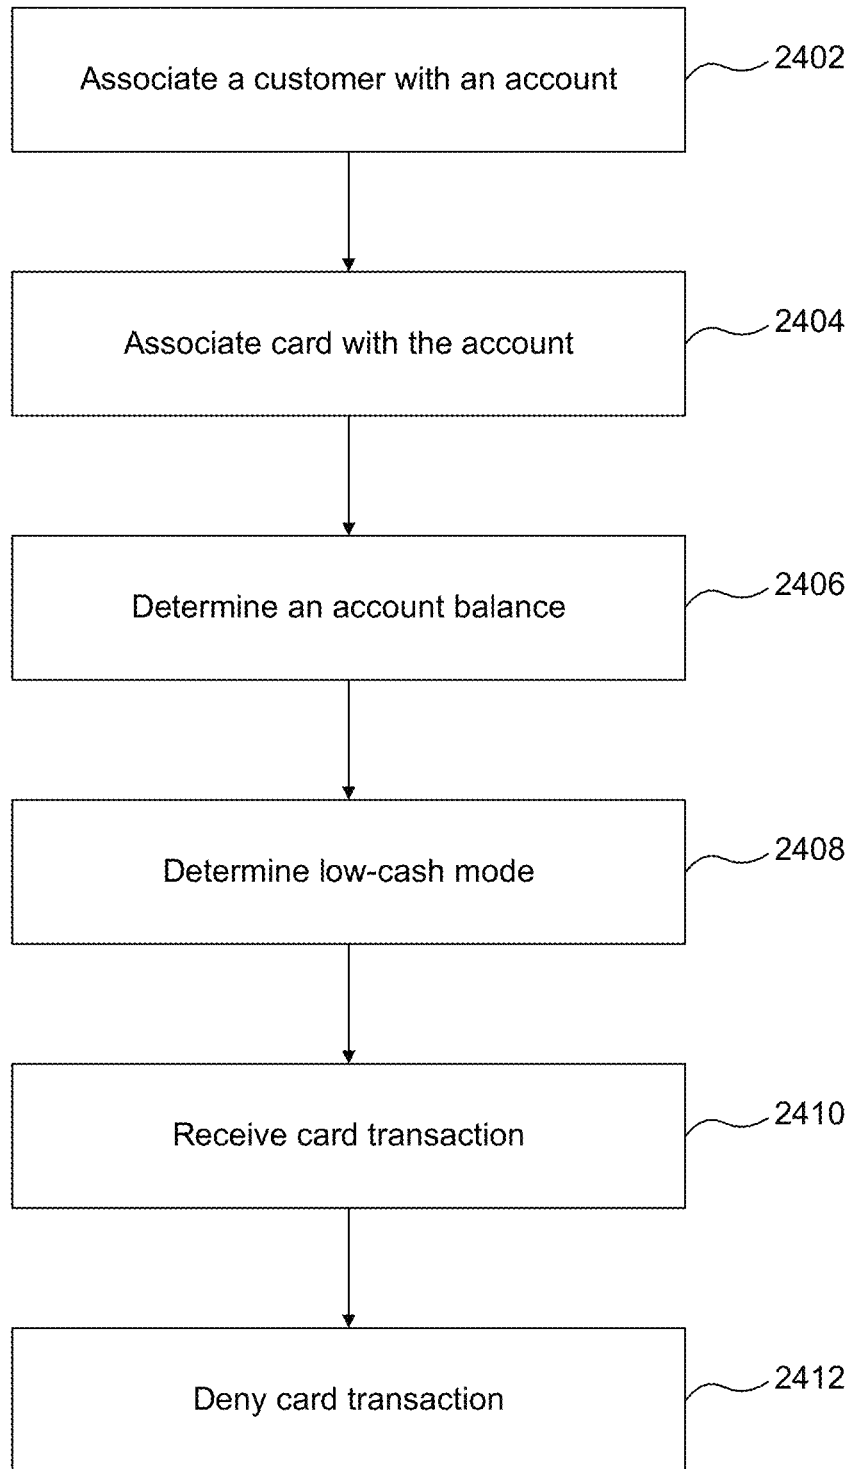 Associate a customer with an account
2402
Associate card with the account
2404
Determine an account balance
2406
Determine low-cash mode
2408
Receive card transaction
2410
Deny card transaction
2412